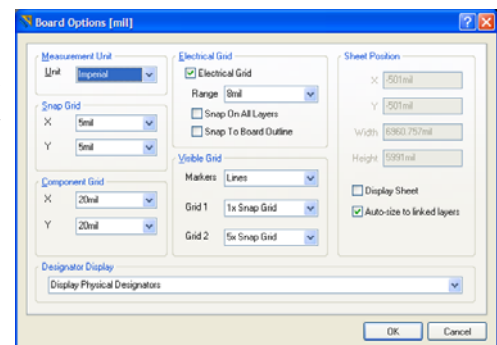 Board Options [mil]
Measurement Unit
Unit Imperial
Snap Grid
X 5mil
Y 5mil
Component Grid
X 20mil
Y 20mil
Electrical Grid
Electrical Grid
Range 8mil
Snap On All Layers
Snap To Board Outline
Visible Grid
Markers Lines
Grid 1 1x Snap Grid
Grid 2 5x Snap Grid
Sheet Position
X -501mil
Y -501mil
Width 6960.757mil
Height 5991mil
Display Sheet
Auto-size to linked layers
Designator Display
Display Physical Designators
OK Cancel